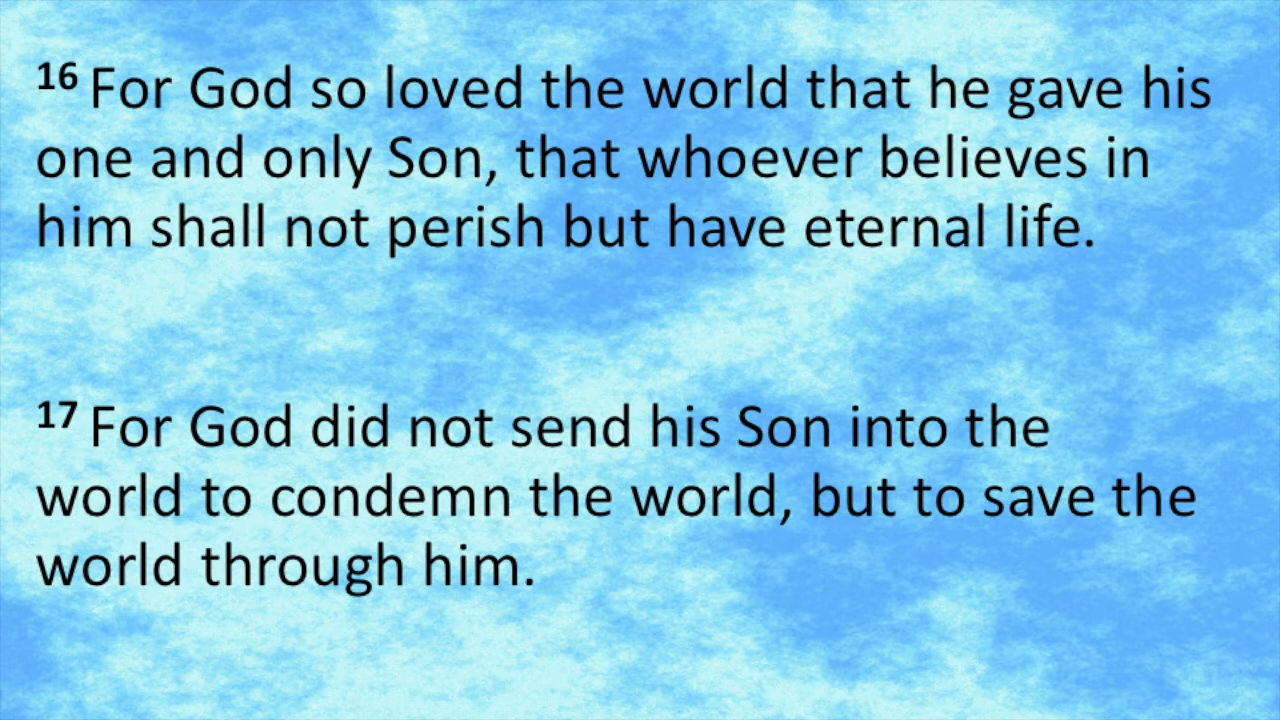 16 For God so loved the world that he gave his
one and only Son, that whoever believes in
him shall not perish but have eternal life.
17 For God did not send his Son into the
world to condemn the world, but to save the
world through him.